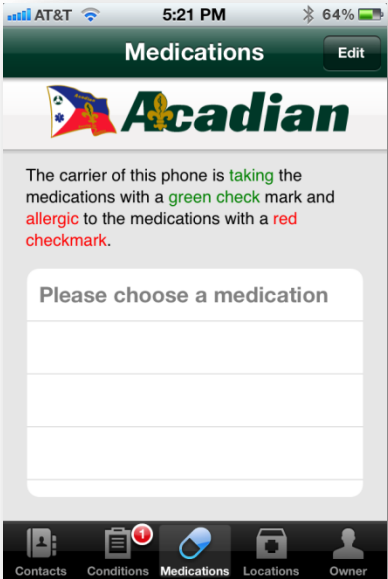 AT&T 5:21 PM 64%
Medications Edit
Acadian
The carrier of this phone is taking the
medications with a green check mark and
allergic to the medications with a red
checkmark.
Please choose a medication
1
Contacts Conditions Medications Locations Owner